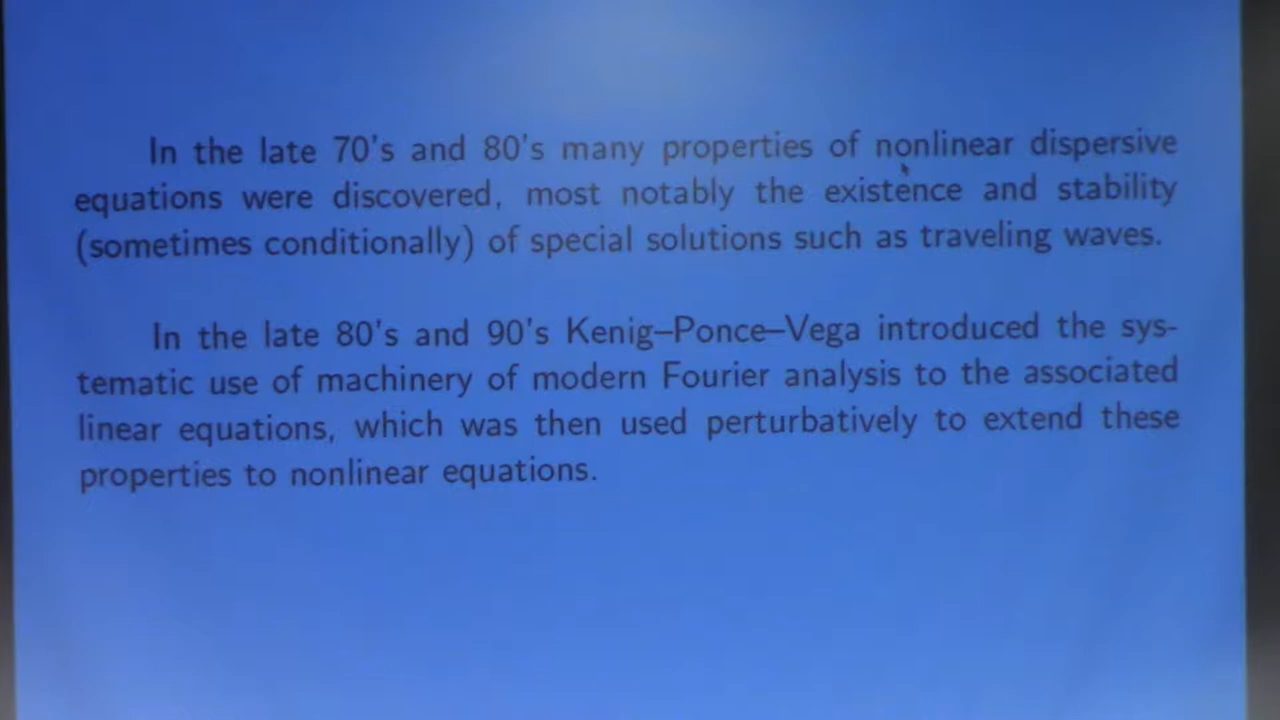 In the late 70's and 80's many properties of nonlinear dispersive
equations were discovered, most notably the existence and stability
(sometimes conditionally) of special solutions such as traveling waves.
In the late 80's and 90's Kenig–Ponce–Vega introduced the sys-
tematic use of machinery of modern Fourier analysis to the associated
linear equations, which was then used perturbatively to extend these
properties to nonlinear equations.